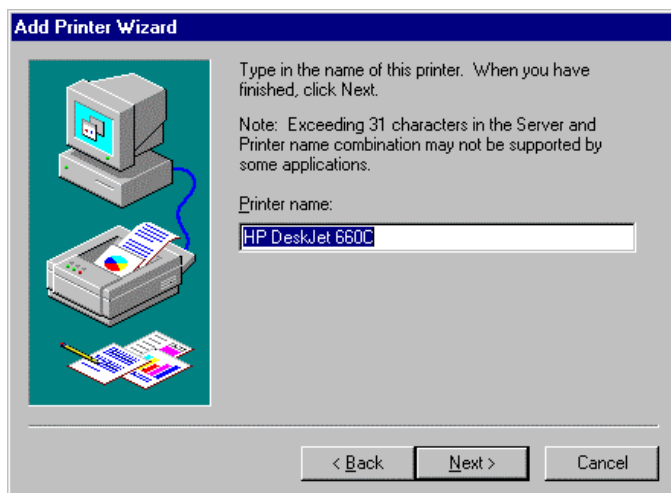 Add Printer Wizard
Type in the name of this printer.  When you have
finished, click Next.
Note:  Exceeding 31 characters in the Server and
Printer name combination may not be supported by
some applications.
Printer name:
HP DeskJet 660C
< Back
Next >
Cancel